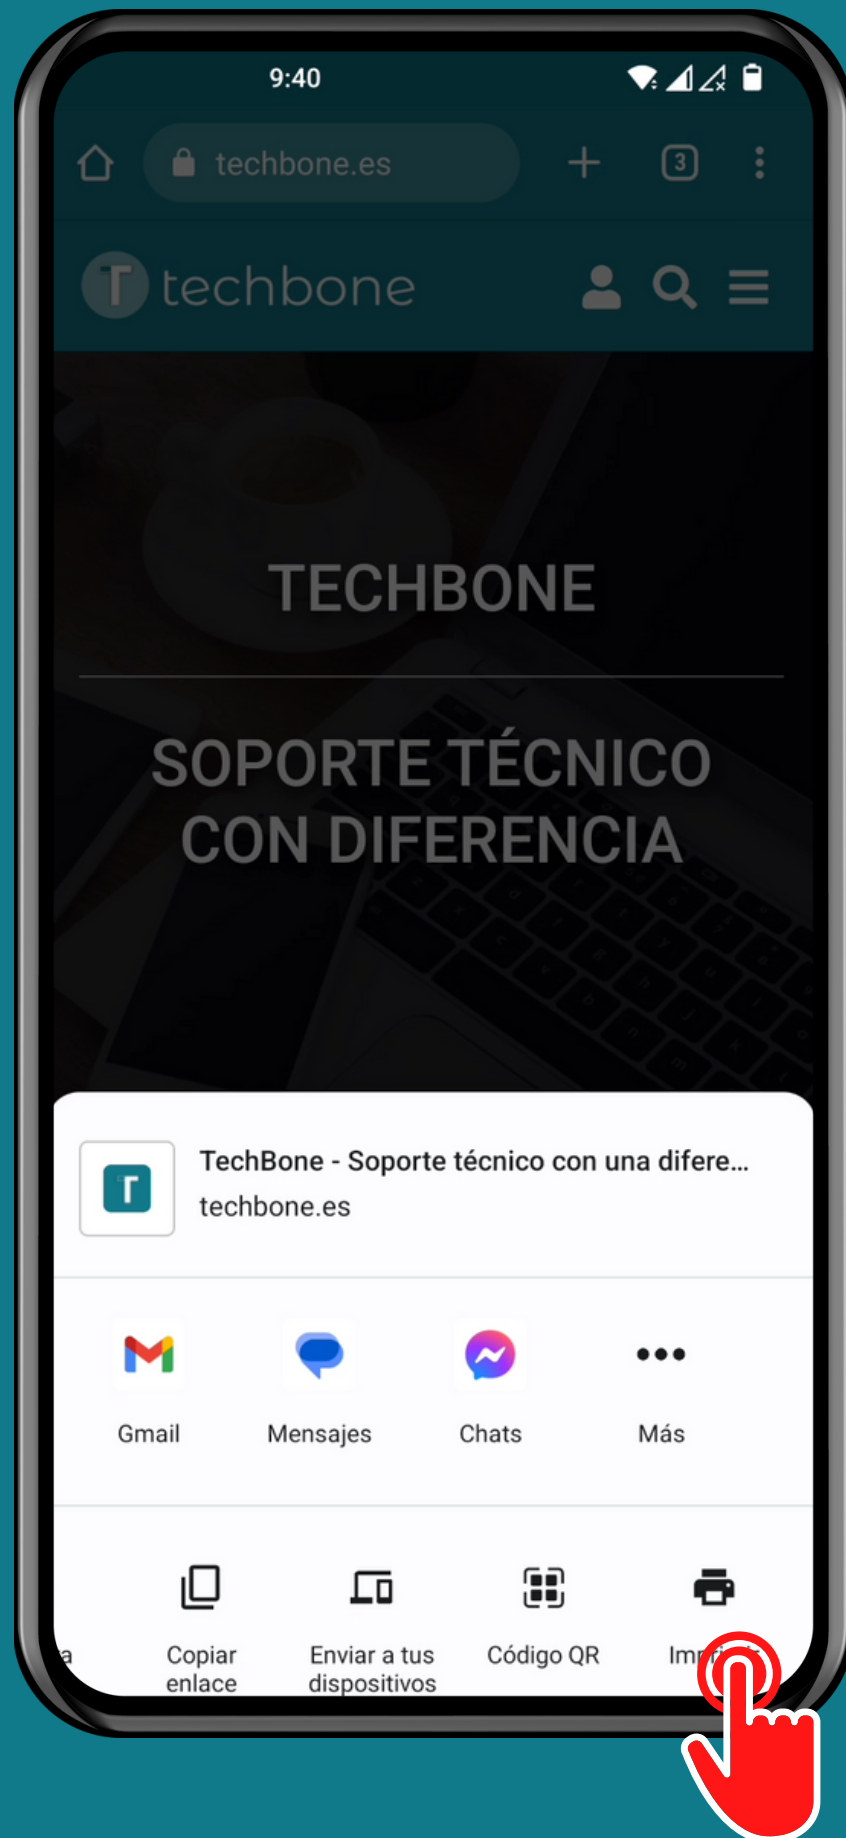 9:40
techbone.es
3
T techbone
TECHBONE
SOPORTE TÉCNICO
CON DIFERENCIA
T
TechBone - Soporte técnico con una difere...
techbone.es
Gmail
Mensajes
Chats
Más
a
Copiar
enlace
Enviar a tus
dispositivos
Código QR